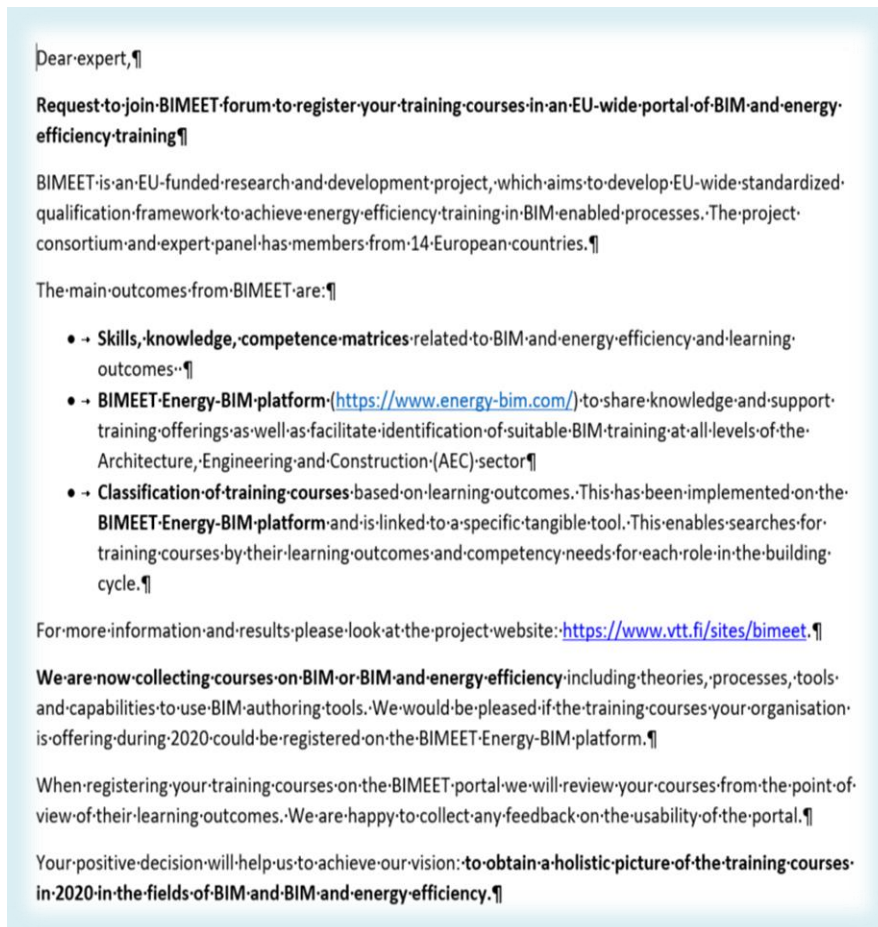 Dear expert,¶
Request to join BIMEET forum to register your training courses in an EU-wide portal of BIM and energy
efficiency training¶
BIMEET is an EU-funded research and development project, which aims to develop EU-wide standardized
qualification framework to achieve energy efficiency training in BIM enabled processes. The project
consortium and expert panel has members from 14 European countries.¶
The main outcomes from BIMEET are:¶
• → Skills, knowledge, competence matrices related to BIM and energy efficiency and learning
outcomes ¶
• → BIMEET Energy-BIM platform (https://www.energy-bim.com/) to share knowledge and support
training offerings as well as facilitate identification of suitable BIM training at all levels of the
Architecture, Engineering and Construction (AEC) sector¶
• → Classification of training courses based on learning outcomes. This has been implemented on the
BIMEET Energy-BIM platform and is linked to a specific tangible tool. This enables searches for
training courses by their learning outcomes and competency needs for each role in the building
cycle.¶
For more information and results please look at the project website: https://www.vtt.fi/sites/bimeet.¶
We are now collecting courses on BIM or BIM and energy efficiency including theories, processes, tools
and capabilities to use BIM authoring tools. We would be pleased if the training courses your organisation
is offering during 2020 could be registered on the BIMEET Energy-BIM platform.¶
When registering your training courses on the BIMEET portal we will review your courses from the point of
view of their learning outcomes. We are happy to collect any feedback on the usability of the portal.¶
Your positive decision will help us to achieve our vision: to obtain a holistic picture of the training courses
in 2020 in the fields of BIM and BIM and energy efficiency.¶